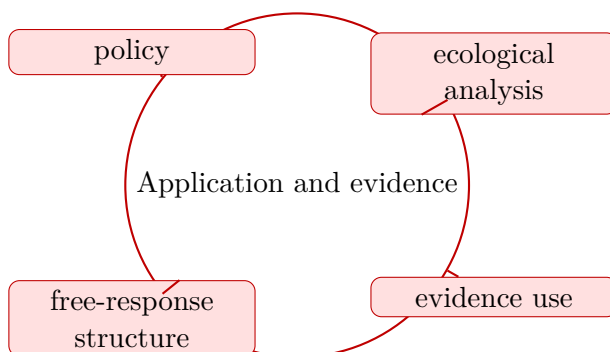 policy
ecological
analysis
Application and evidence
free-response
structure
evidence use